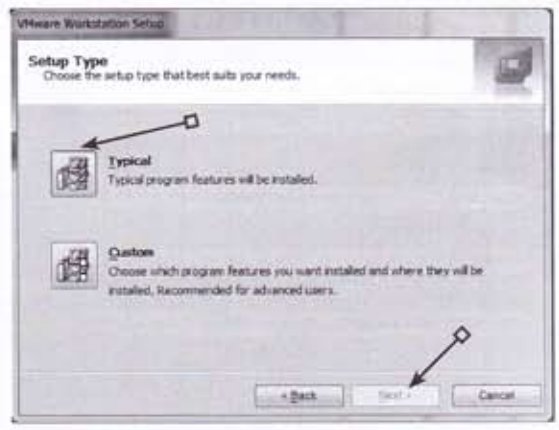 VMware Workstation Setup
Setup Type
Choose the setup type that best suits your needs.
Typical
Typical program features will be installed.
Custom
Choose which program features you want installed and where they will be
installed. Recommended for advanced users.
< Back
Next >
Cancel